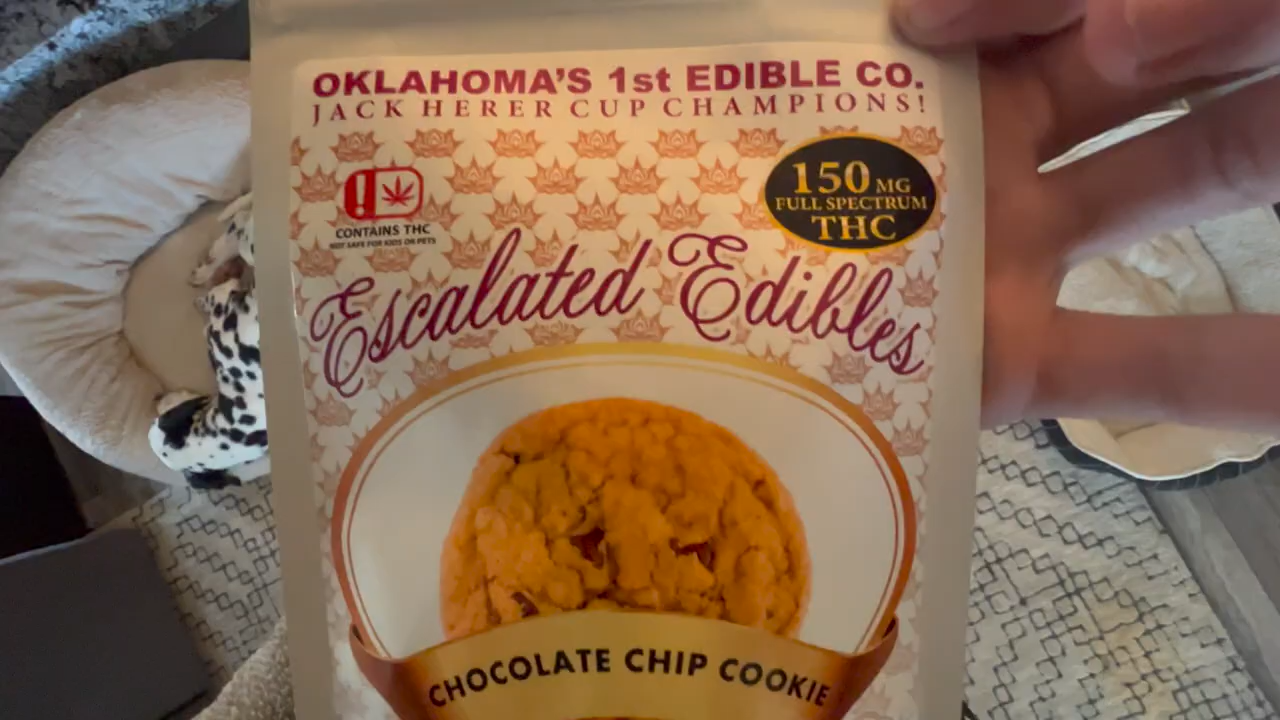 OKLAHOMA'S 1st EDIBLE CO.
JACK HERER CUP CHAMPIONS!
150 MG
FULL SPECTRUM
THC
!
CONTAINS THC
NOT SAFE FOR KIDS OR PETS
Escalated Edibles
CHOCOLATE CHIP COOKIE